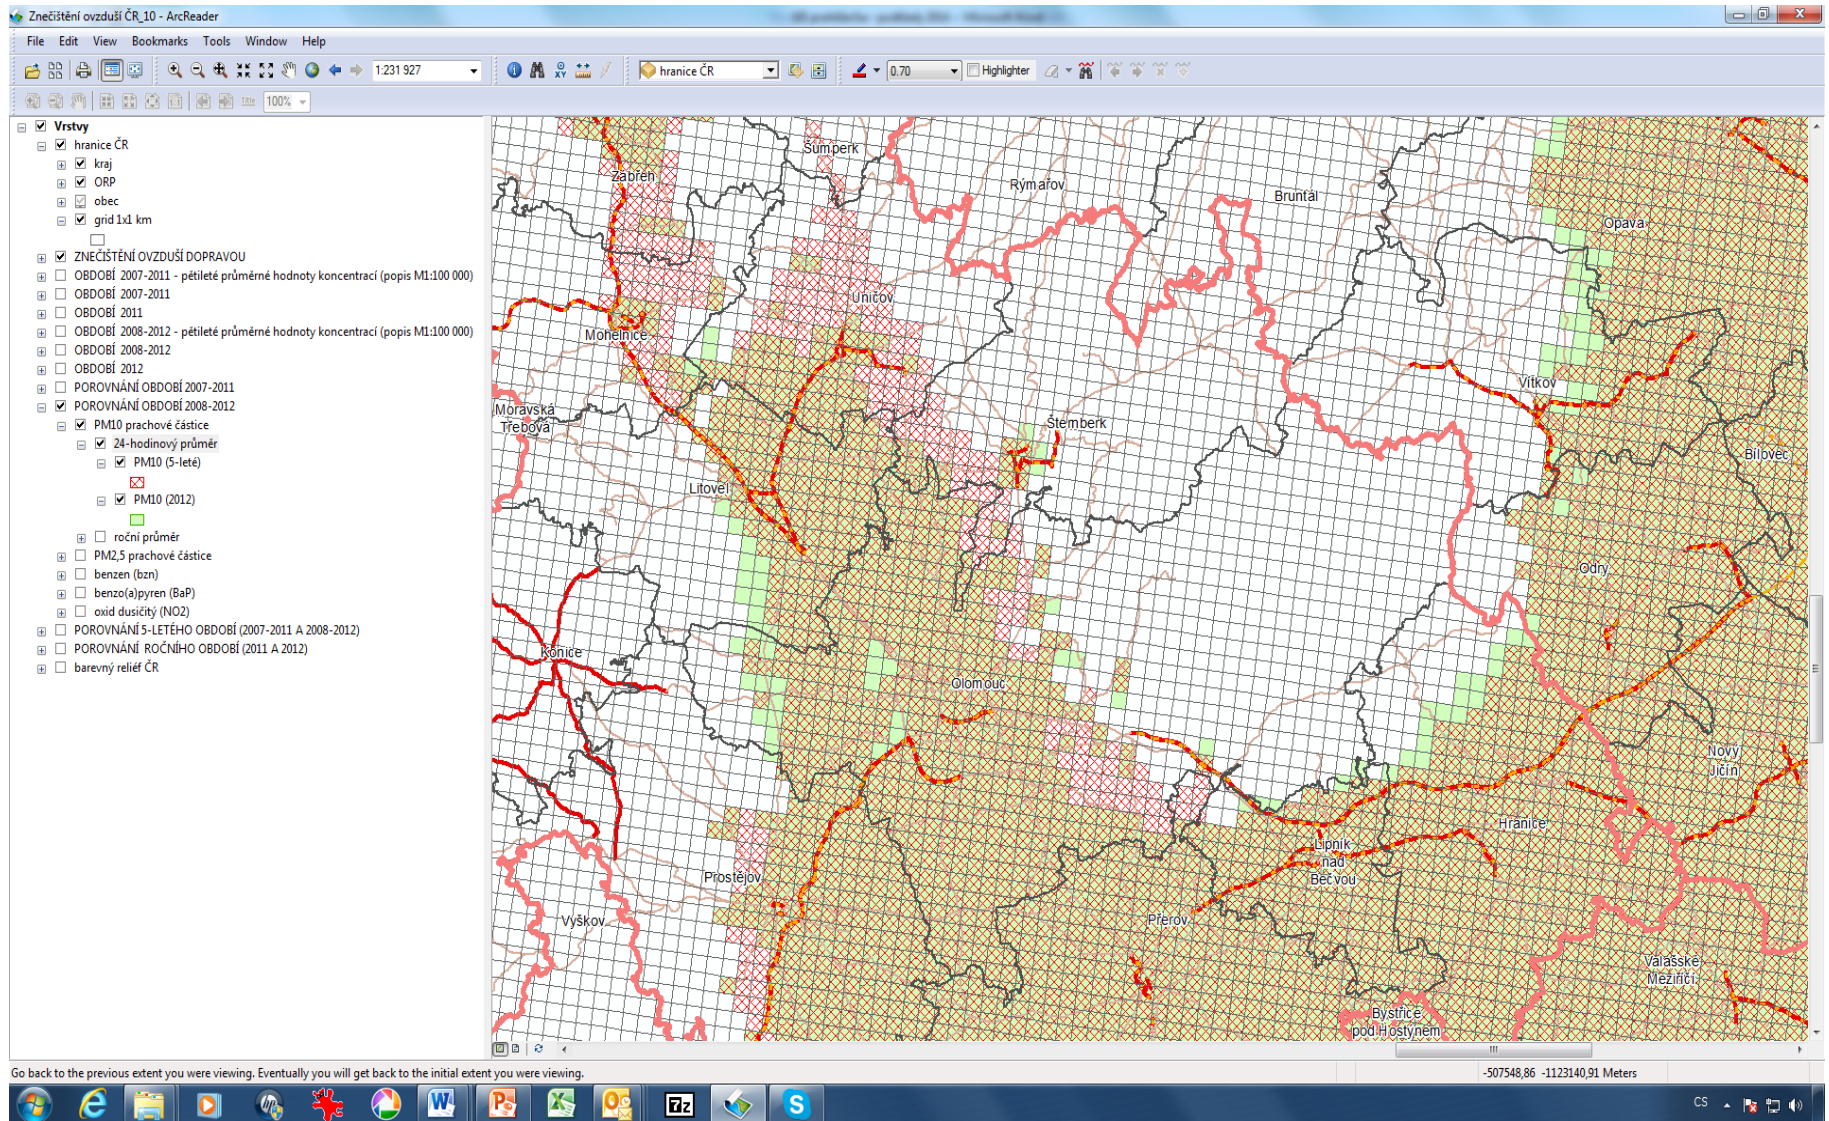 Znečištění ovzduší ČR_10 - ArcReader
File Edit View Bookmarks Tools Window Help
1:231 927
hranice ČR
0.70
Highlighter
100%
Vrstvy
hranice ČR
kraj
ORP
obec
grid 1x1 km
ZNEČIŠTĚNÍ OVZDUŠÍ DOPRAVOU
OBDOBÍ 2007-2011 - pětileté průměrné hodnoty koncentrací (popis M1:100 000)
OBDOBÍ 2007-2011
OBDOBÍ 2011
OBDOBÍ 2008-2012 - pětileté průměrné hodnoty koncentrací (popis M1:100 000)
OBDOBÍ 2008-2012
OBDOBÍ 2012
POROVNÁNÍ OBDOBÍ 2007-2011
POROVNÁNÍ OBDOBÍ 2008-2012
PM10 prachové částice
24-hodinový průměr
PM10 (5-leté)
PM10 (2012)
roční průměr
PM2,5 prachové částice
benzen (bzn)
benzo(a)pyren (BaP)
oxid dusičitý (NO2)
POROVNÁNÍ 5-LETÉHO OBDOBÍ (2007-2011 A 2008-2012)
POROVNÁNÍ ROČNÍHO OBDOBÍ (2011 A 2012)
barevný reliéf ČR
Šumperk
Zábřeh
Rýmařov
Bruntál
Opava
Uničov
Mohelnice
Vítkov
Moravská
Třebová
Šternberk
Bílovec
Litovel
Odry
Konice
Olomouc
Nový
Jičín
Hranice
Lipník
nad
Bečvou
Prostějov
Vyškov
Přerov
Valašské
Meziříčí
Bystřice
pod Hostýnem
Go back to the previous extent you were viewing. Eventually you will get back to the initial extent you were viewing.
-507548,86 -1123140,91 Meters
CS